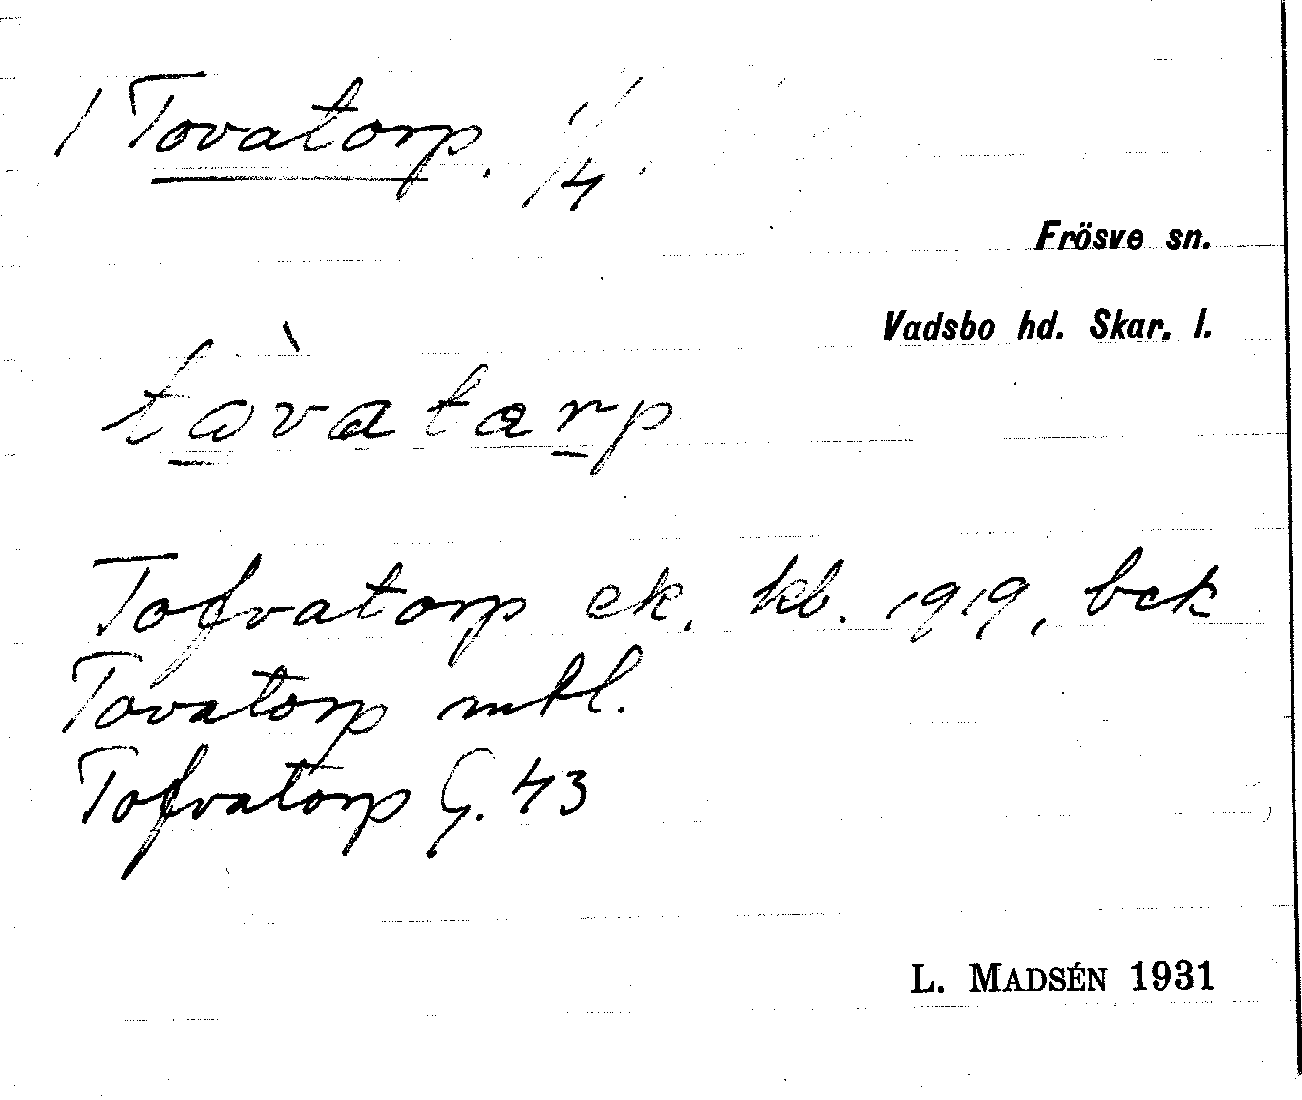 1 Tovatorp. 1/4
Frösve sn.
Vadsbo hd. Skar. l.
tòvatarp
Tofvatorp ek. kb. 1919, bek
Tovatorp mtl.
Tofvatorp G. 43
L. MADSÉN 1931